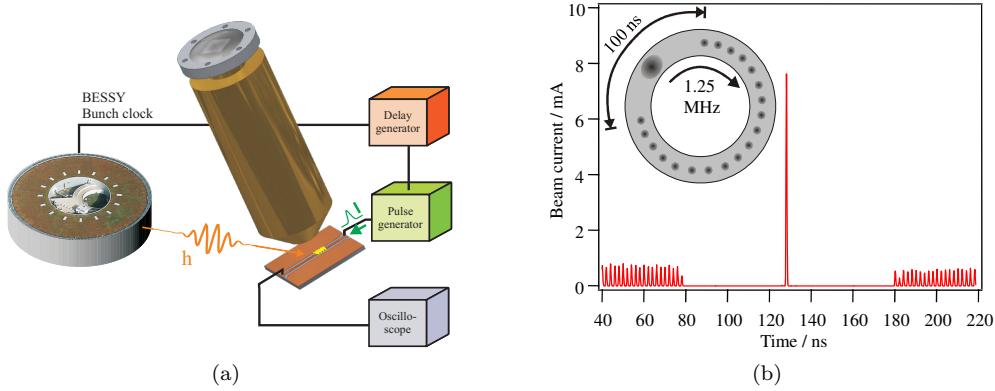 BESSY
Bunch clock
Delay
generator
Pulse
generator
h
Oscillo-
scope
(a)
Beam current / mA
10
8
6
4
2
0
100 ns
1.25
MHz
40 60 80 100 120 140 160 180 200 220
Time / ns
(b)